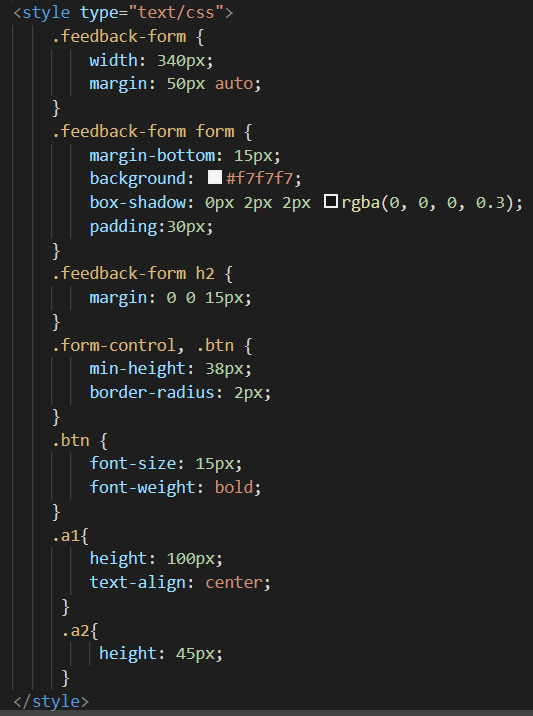 <style type="text/css">
    .feedback-form {
        width: 340px;
        margin: 50px auto;
    }
    .feedback-form form {
        margin-bottom: 15px;
        background: #f7f7f7;
        box-shadow: 0px 2px 2px rgba(0, 0, 0, 0.3);
        padding:30px;
    }
    .feedback-form h2 {
        margin: 0 0 15px;
    }
    .form-control, .btn {
        min-height: 38px;
        border-radius: 2px;
    }
    .btn {
        font-size: 15px;
        font-weight: bold;
    }
    .a1{
        height: 100px;
        text-align: center;
     }
     .a2{
         height: 45px;
     }
</style>